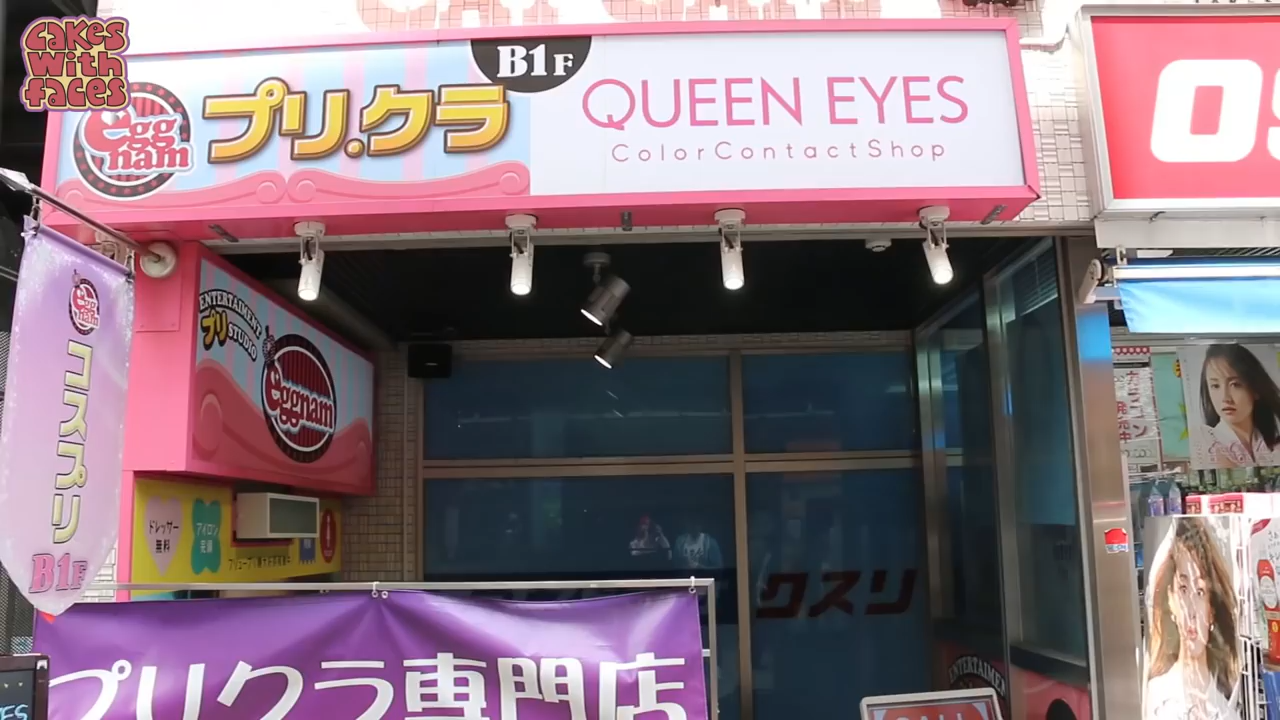 Cakes
with
faces
egg
nam
プリ.クラ
B1F
QUEEN EYES
ColorContactShop
egg
nam
コスプリ
B1F
ENTERTAIMENT
プリ STUDIO
eggnam
ドレッサー
無料
アイロン
完備
クスリ
プリクラ専門店
ENTERTAIMEN